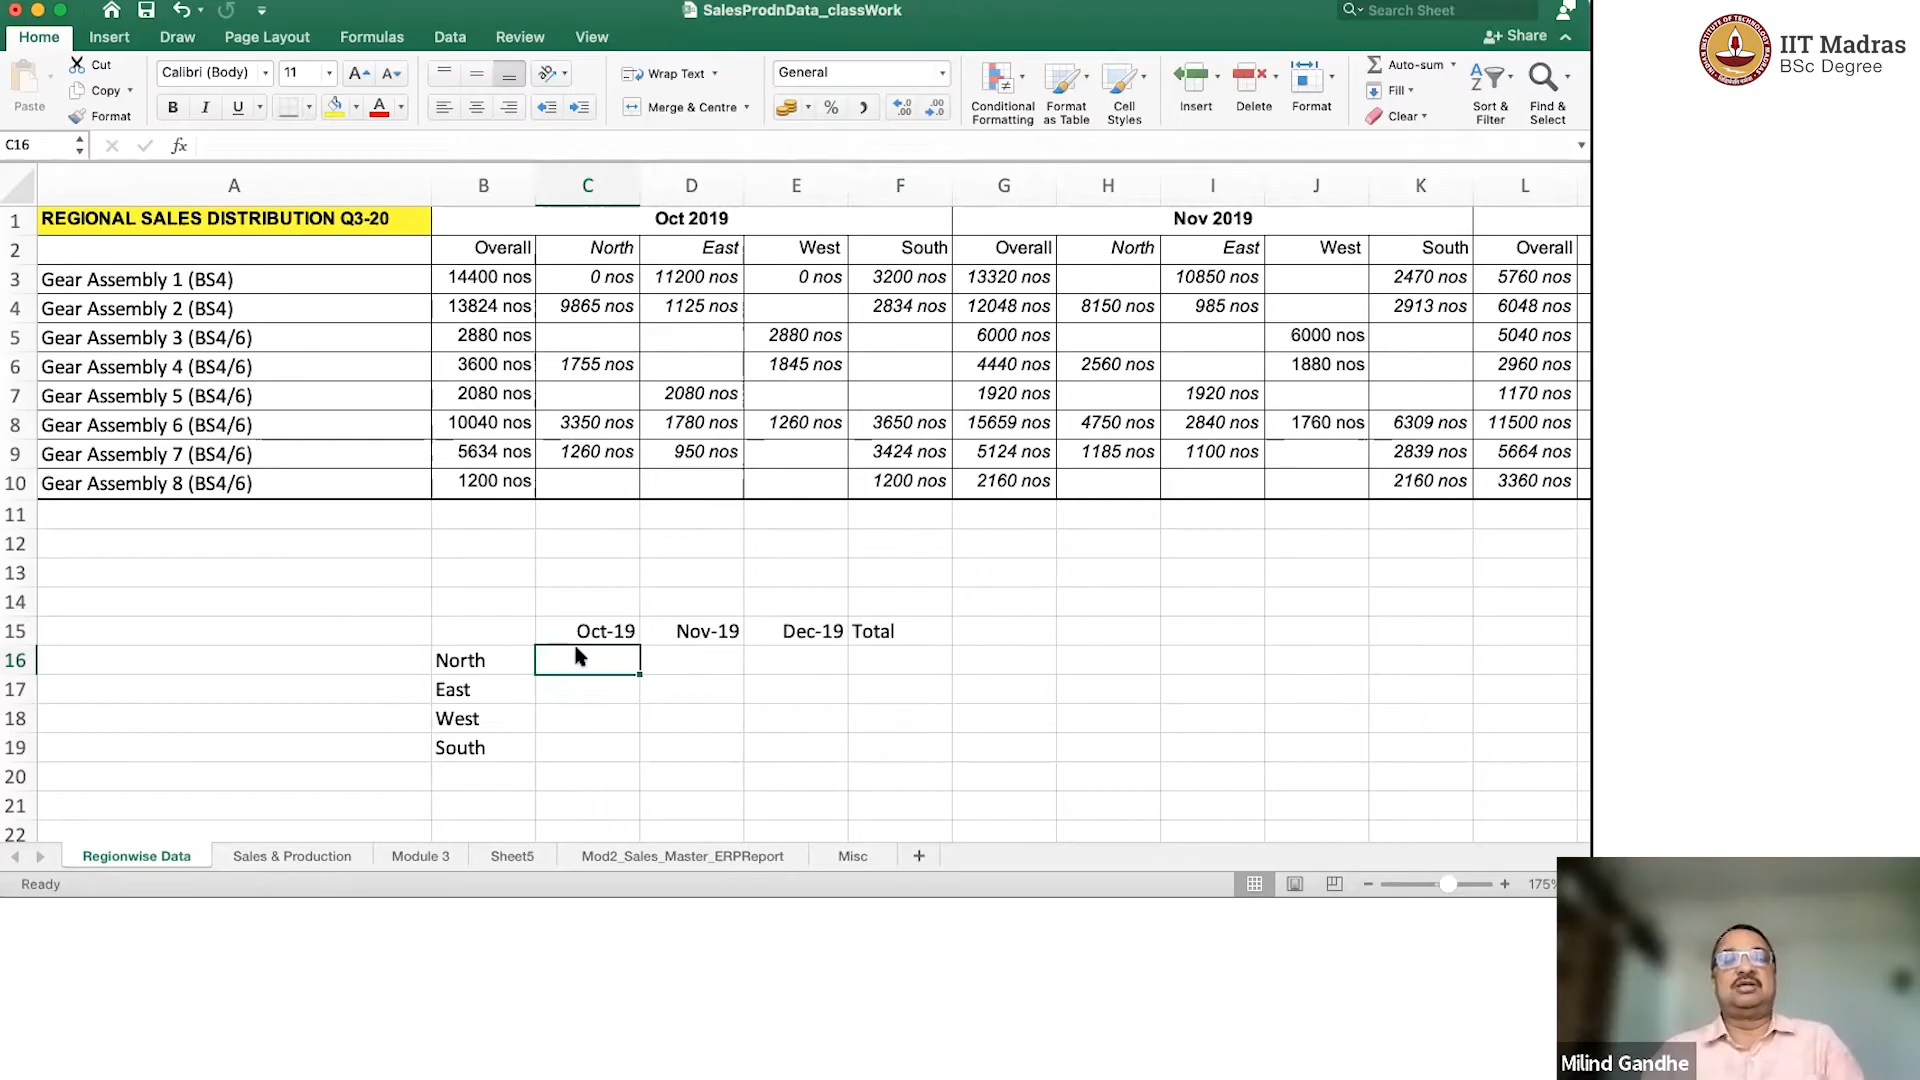 SalesProdnData_classWork
Search Sheet
Home Insert Draw Page Layout Formulas Data Review View
Share
Cut
Copy
Format
Paste
Calibri (Body) 11
B I U
Wrap Text
Merge & Centre
General
Conditional Formatting
Format as Table
Cell Styles
Insert
Delete
Format
Auto-sum
Fill
Clear
Sort & Filter
Find & Select
IIT Madras
BSc Degree
C16 fx
A B C D E F G H I J K L
1 REGIONAL SALES DISTRIBUTION Q3-20 Oct 2019 Nov 2019
2 Overall North East West South Overall North East West South Overall
3 Gear Assembly 1 (BS4) 14400 nos 0 nos 11200 nos 0 nos 3200 nos 13320 nos 10850 nos 2470 nos 5760 nos
4 Gear Assembly 2 (BS4) 13824 nos 9865 nos 1125 nos 2834 nos 12048 nos 8150 nos 985 nos 2913 nos 6048 nos
5 Gear Assembly 3 (BS4/6) 2880 nos 2880 nos 6000 nos 6000 nos 5040 nos
6 Gear Assembly 4 (BS4/6) 3600 nos 1755 nos 1845 nos 4440 nos 2560 nos 1880 nos 2960 nos
7 Gear Assembly 5 (BS4/6) 2080 nos 2080 nos 1920 nos 1920 nos 1170 nos
8 Gear Assembly 6 (BS4/6) 10040 nos 3350 nos 1780 nos 1260 nos 3650 nos 15659 nos 4750 nos 2840 nos 1760 nos 6309 nos 11500 nos
9 Gear Assembly 7 (BS4/6) 5634 nos 1260 nos 950 nos 3424 nos 5124 nos 1185 nos 1100 nos 2839 nos 5664 nos
10 Gear Assembly 8 (BS4/6) 1200 nos 1200 nos 2160 nos 2160 nos 3360 nos
11
12
13
14
15 Oct-19 Nov-19 Dec-19 Total
16 North
17 East
18 West
19 South
20
21
22
Regionwise Data Sales & Production Module 3 Sheet5 Mod2_Sales_Master_ERPReport Misc +
Ready
175%
Milind Gandhe